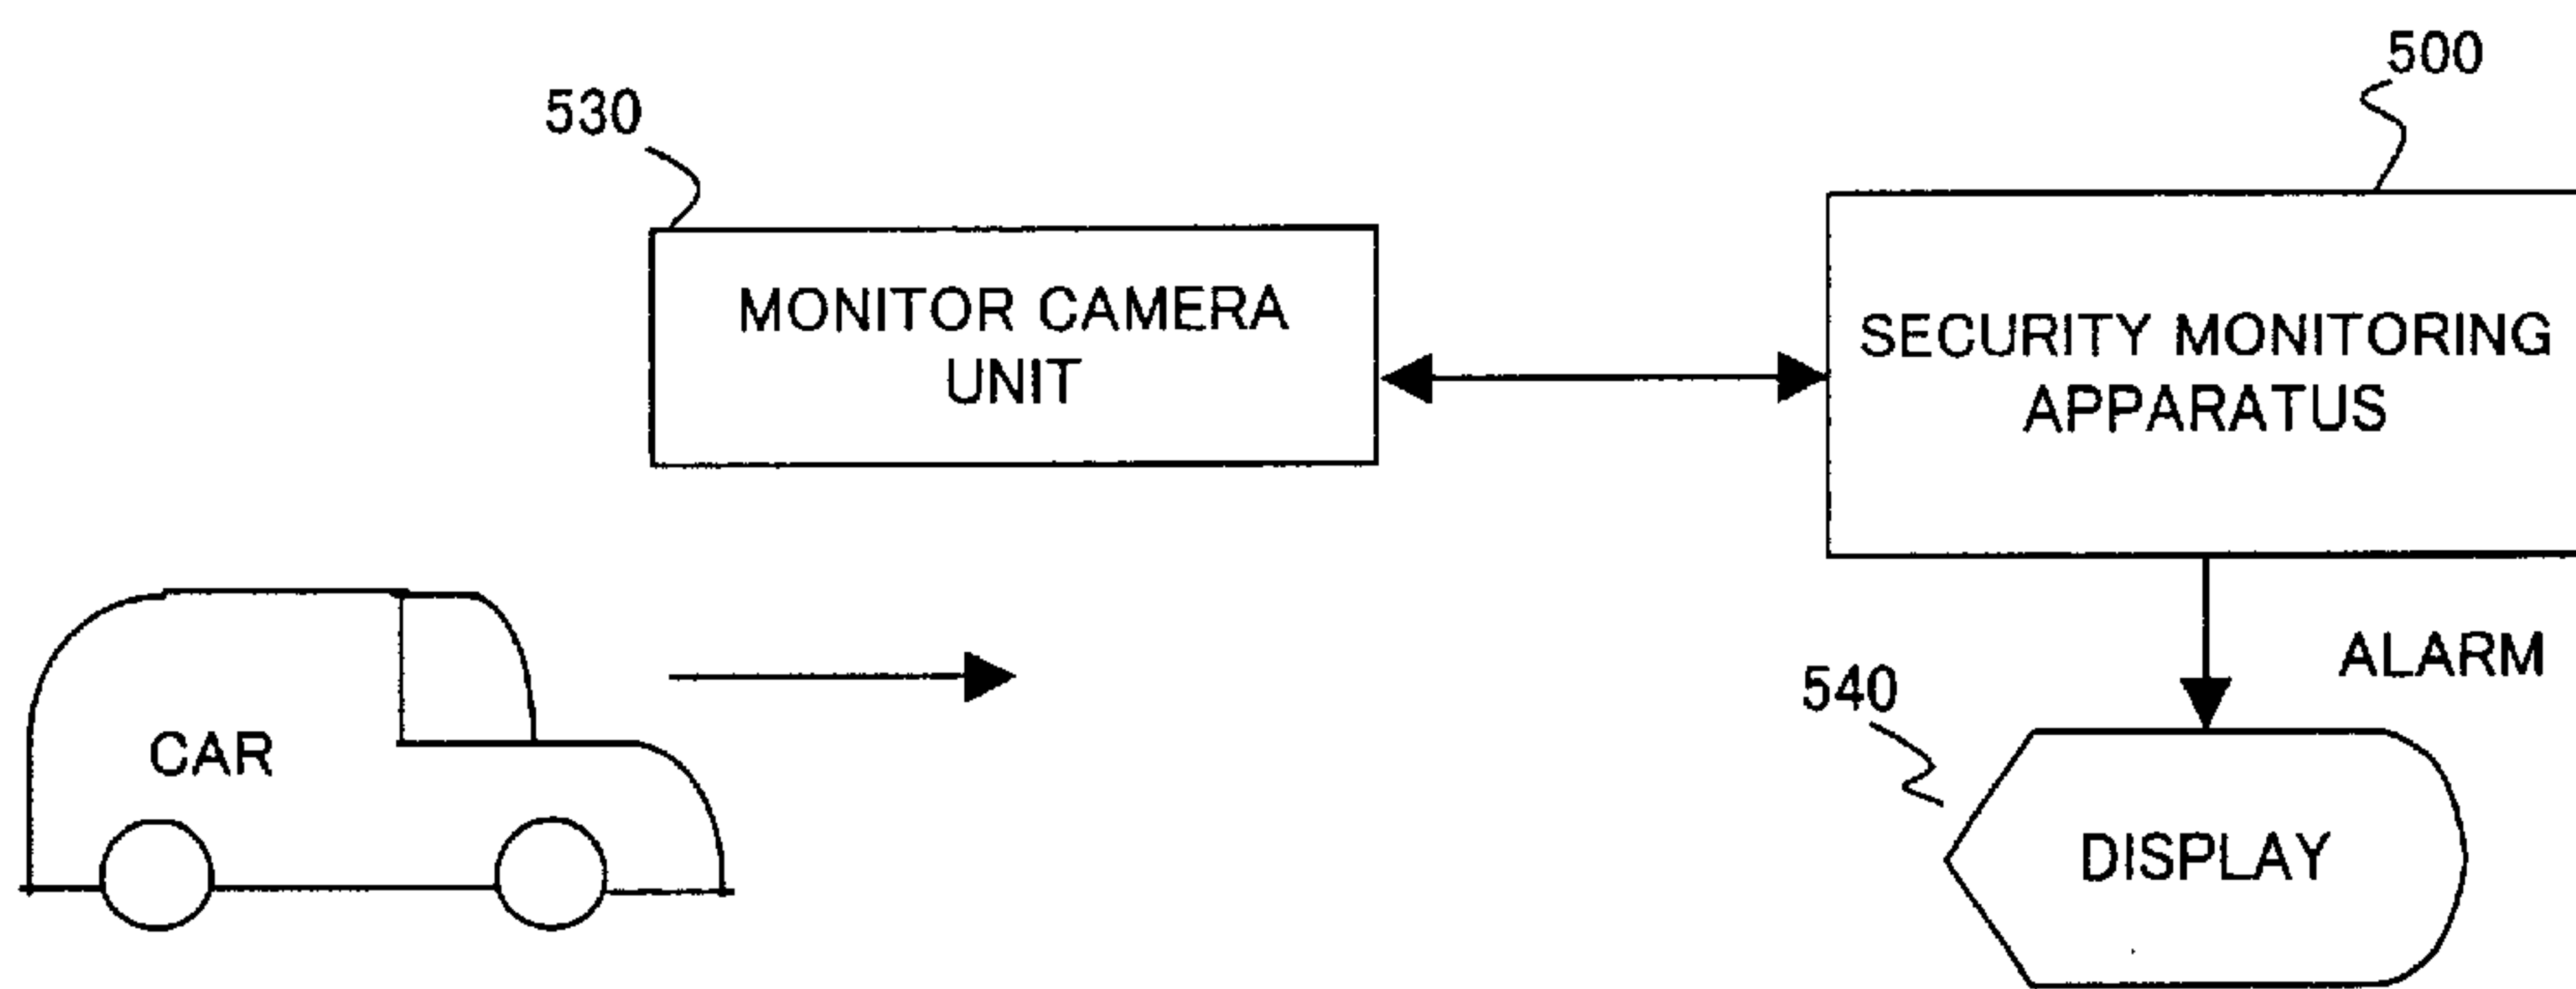 500
530
MONITOR CAMERA
UNIT
SECURITY MONITORING
APPARATUS
ALARM
540
CAR
DISPLAY